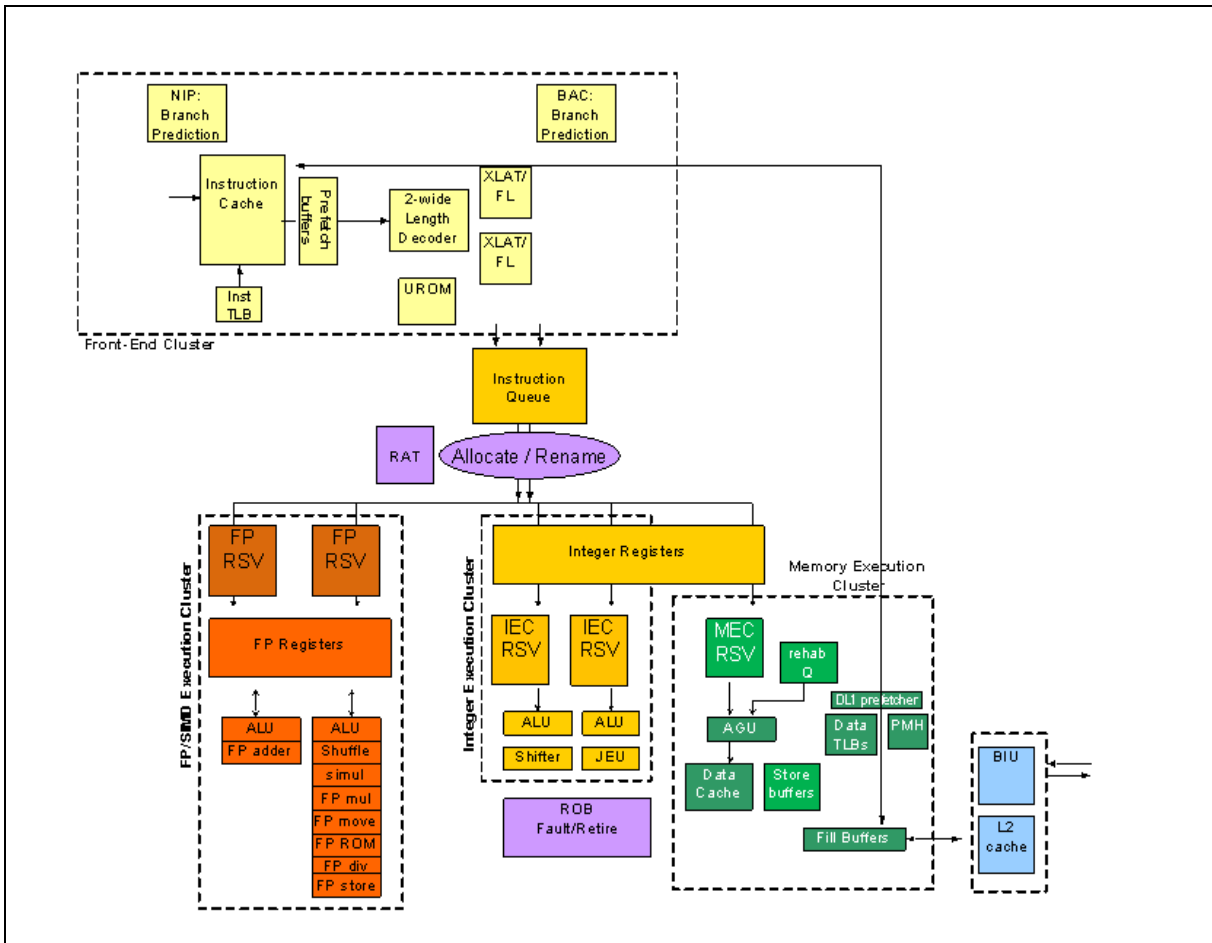 NIP:
Branch
Prediction
BAC:
Branch
Prediction
Instruction
Cache
Prefetch
buffers
2-wide
Length
Decoder
XLAT/
FL
XLAT/
FL
UROM
Inst
TLB
Front-End Cluster
Instruction
Queue
RAT
Allocate / Rename
FP/SIMD Execution Cluster
FP
RSV
FP
RSV
FP Registers
ALU
FP adder
ALU
Shuffle
simul
FP mul
FP move
FP ROM
FP div
FP store
Integer Execution Cluster
Integer Registers
IEC
RSV
IEC
RSV
ALU
Shifter
ALU
JEU
ROB
Fault/Retire
Memory Execution
Cluster
MEC
RSV
rehab
Q
DL1 prefetcher
AGU
Data
TLBs
PMH
Data
Cache
Store
buffers
Fill Buffers
BIU
L2
cache